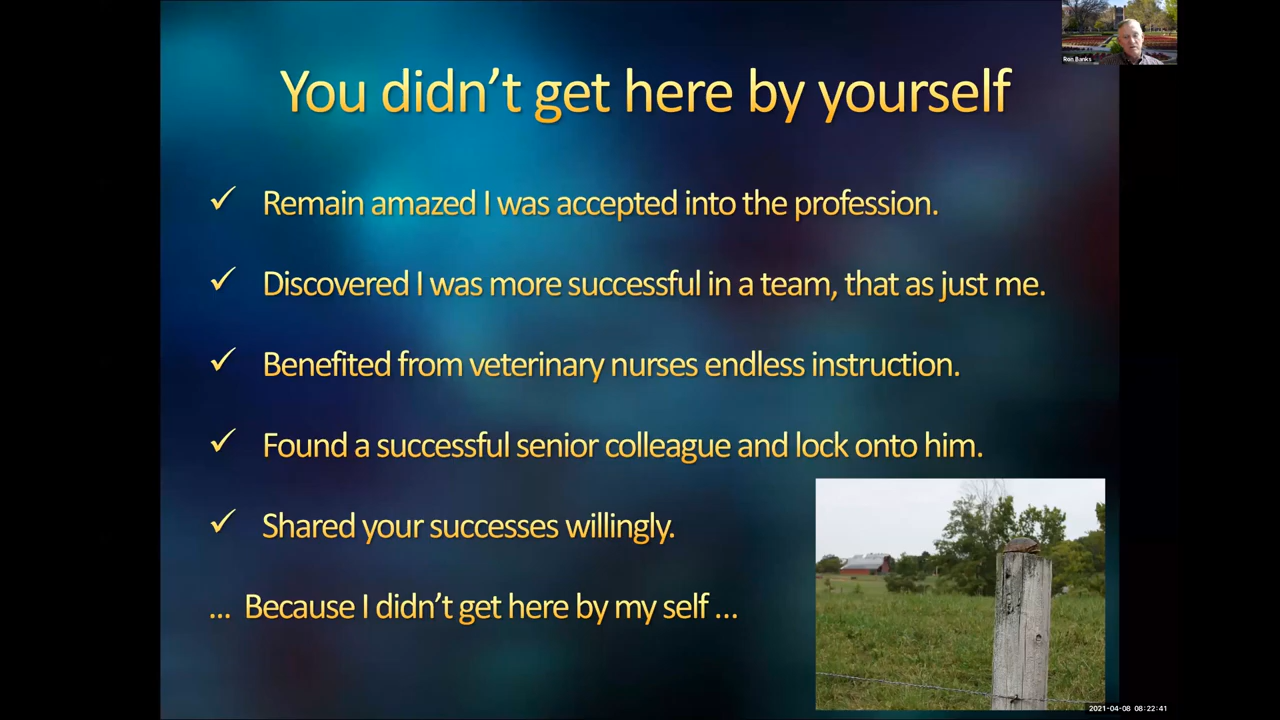 Ron Banks
You didn't get here by yourself
✓ Remain amazed I was accepted into the profession.
✓ Discovered I was more successful in a team, that as just me.
✓ Benefited from veterinary nurses endless instruction.
✓ Found a successful senior colleague and lock onto him.
✓ Shared your successes willingly.
... Because I didn't get here by my self ...
2021-04-08 08:22:41